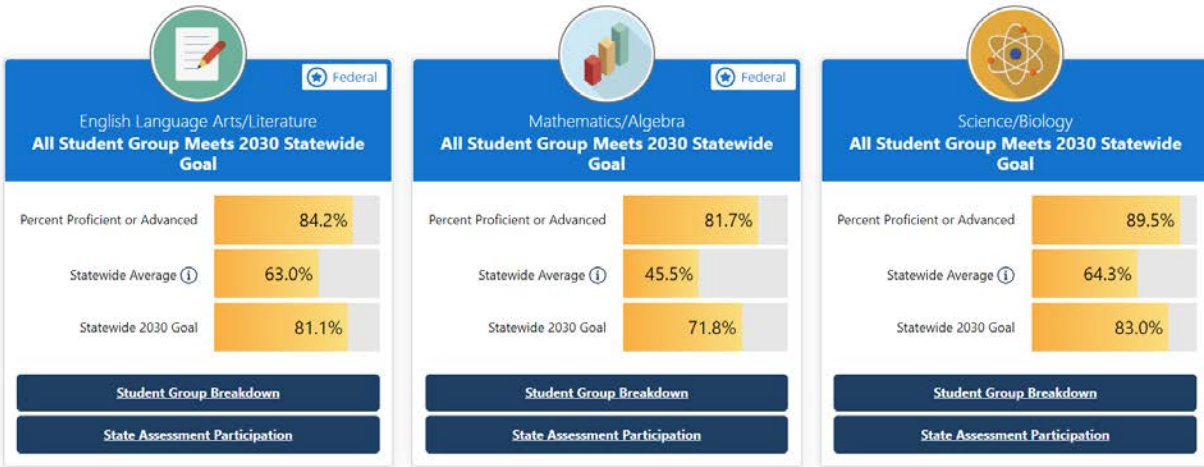 Federal
English Language Arts/Literature
All Student Group Meets 2030 Statewide
Goal
Percent Proficient or Advanced 84.2%
Statewide Average 63.0%
Statewide 2030 Goal 81.1%
Student Group Breakdown
State Assessment Participation
Federal
Mathematics/Algebra
All Student Group Meets 2030 Statewide
Goal
Percent Proficient or Advanced 81.7%
Statewide Average 45.5%
Statewide 2030 Goal 71.8%
Student Group Breakdown
State Assessment Participation
Science/Biology
All Student Group Meets 2030 Statewide
Goal
Percent Proficient or Advanced 89.5%
Statewide Average 64.3%
Statewide 2030 Goal 83.0%
Student Group Breakdown
State Assessment Participation